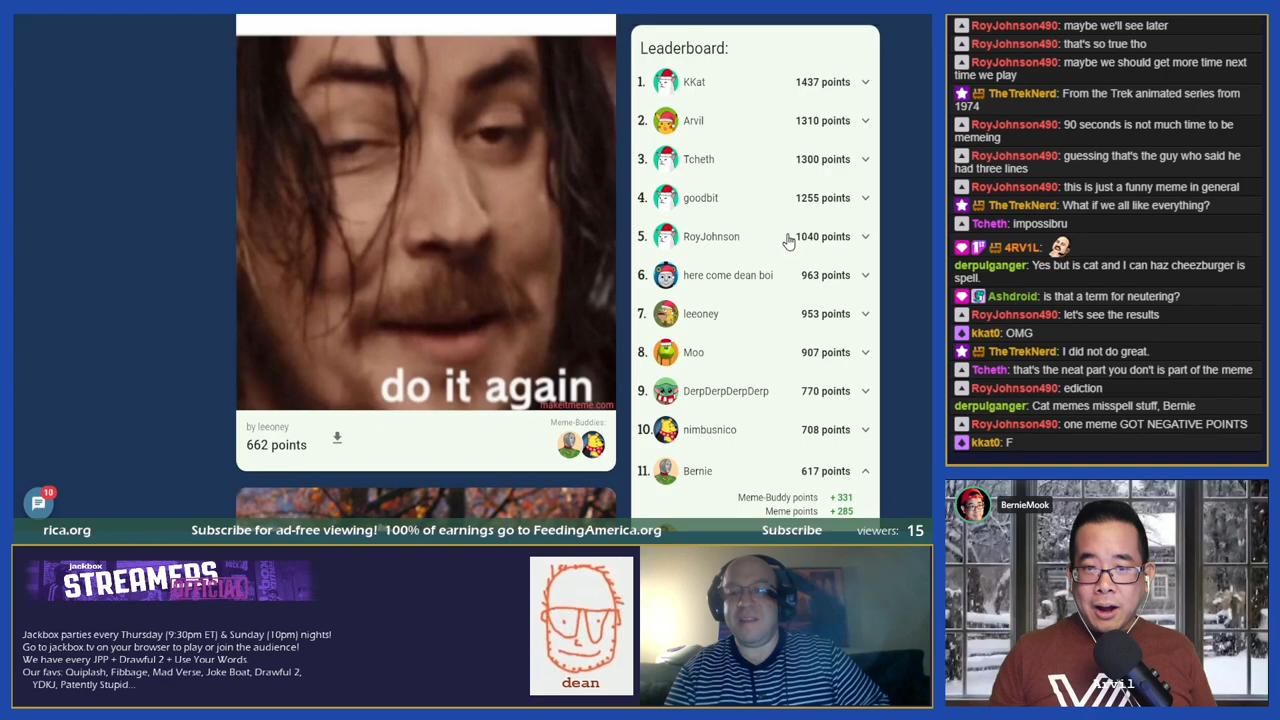 do it again
makeitmeme.com
by leeoney
662 points
Meme-Buddies:
Leaderboard:
1. KKat 1437 points
2. Arvil 1310 points
3. Tcheth 1300 points
4. goodbit 1255 points
5. RoyJohnson 1040 points
6. here come dean boi 963 points
7. leeoney 953 points
8. Moo 907 points
9. DerpDerpDerpDerp 770 points
10. nimbusnico 708 points
11. Bernie 617 points
Meme-Buddy points + 331
Meme points + 285
10
rica.org Subscribe for ad-free viewing! 100% of earnings go to FeedingAmerica.org Subscribe viewers: 15
jackbox
STREAMERS
OFFICIAL
Jackbox parties every Thursday (9:30pm ET) & Sunday (10pm) nights!
Go to jackbox.tv on your browser to play or join the audience!
We have every JPP + Drawful 2 + Use Your Words
Our favs: Quiplash, Fibbage, Mad Verse, Joke Boat, Drawful 2,
YDKJ, Patently Stupid...
dean
RoyJohnson490: maybe we'll see later
RoyJohnson490: that's so true tho
RoyJohnson490: maybe we should get more time next
time we play
TheTrekNerd: From the Trek animated series from
1974
RoyJohnson490: 90 seconds is not much time to be
memeing
RoyJohnson490: guessing that's the guy who said he
had three lines
RoyJohnson490: this is just a funny meme in general
TheTrekNerd: What if we all like everything?
Tcheth: impossibru
4RV1L:
derpulganger: Yes but is cat and I can haz cheezburger is
spell.
Ashdroid: is that a term for neutering?
RoyJohnson490: let's see the results
kkat0: OMG
TheTrekNerd: I did not do great.
Tcheth: that's the neat part you don't is part of the meme
RoyJohnson490: ediction
derpulganger: Cat memes misspell stuff, Bernie
RoyJohnson490: one meme GOT NEGATIVE POINTS
kkat0: F
BernieMook
Arvil